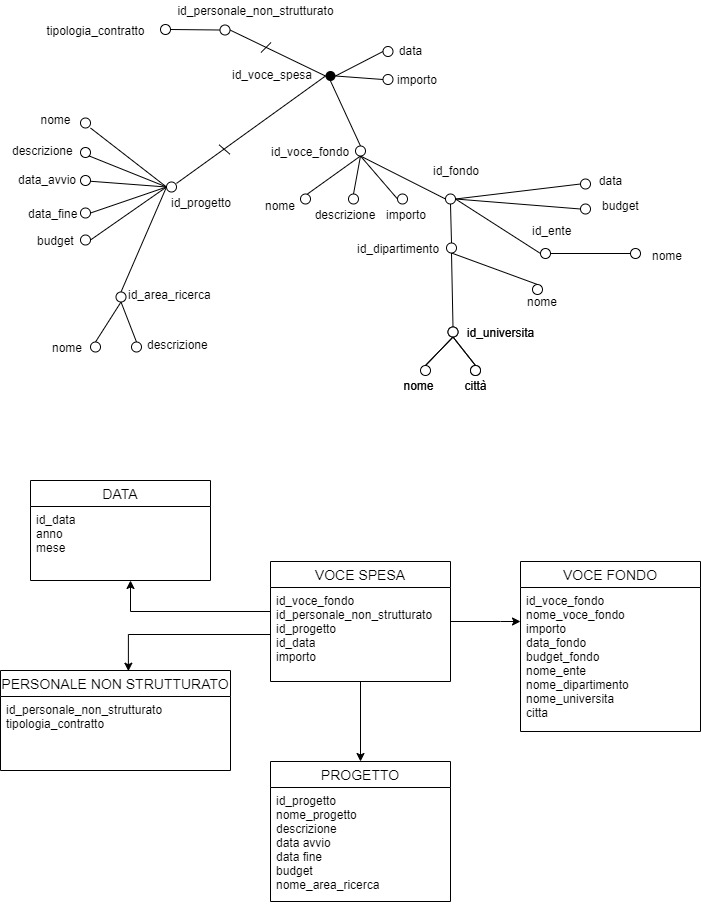 id_personale_non_strutturato
tipologia_contratto
data
id_voce_spesa
importo
nome
descrizione
data_avvio
id_progetto
data_fine
budget
id_voce_fondo
id_fondo
data
nome
descrizione
importo
budget
id_ente
id_dipartimento
nome
id_area_ricerca
nome
id_universita
nome
descrizione
nome
città
DATA
id_data
anno
mese
VOCE SPESA
id_voce_fondo
id_personale_non_strutturato
id_progetto
id_data
importo
VOCE FONDO
id_voce_fondo
nome_voce_fondo
importo
data_fondo
budget_fondo
nome_ente
nome_dipartimento
nome_universita
citta
PERSONALE NON STRUTTURATO
id_personale_non_strutturato
tipologia_contratto
PROGETTO
id_progetto
nome_progetto
descrizione
data avvio
data fine
budget
nome_area_ricerca